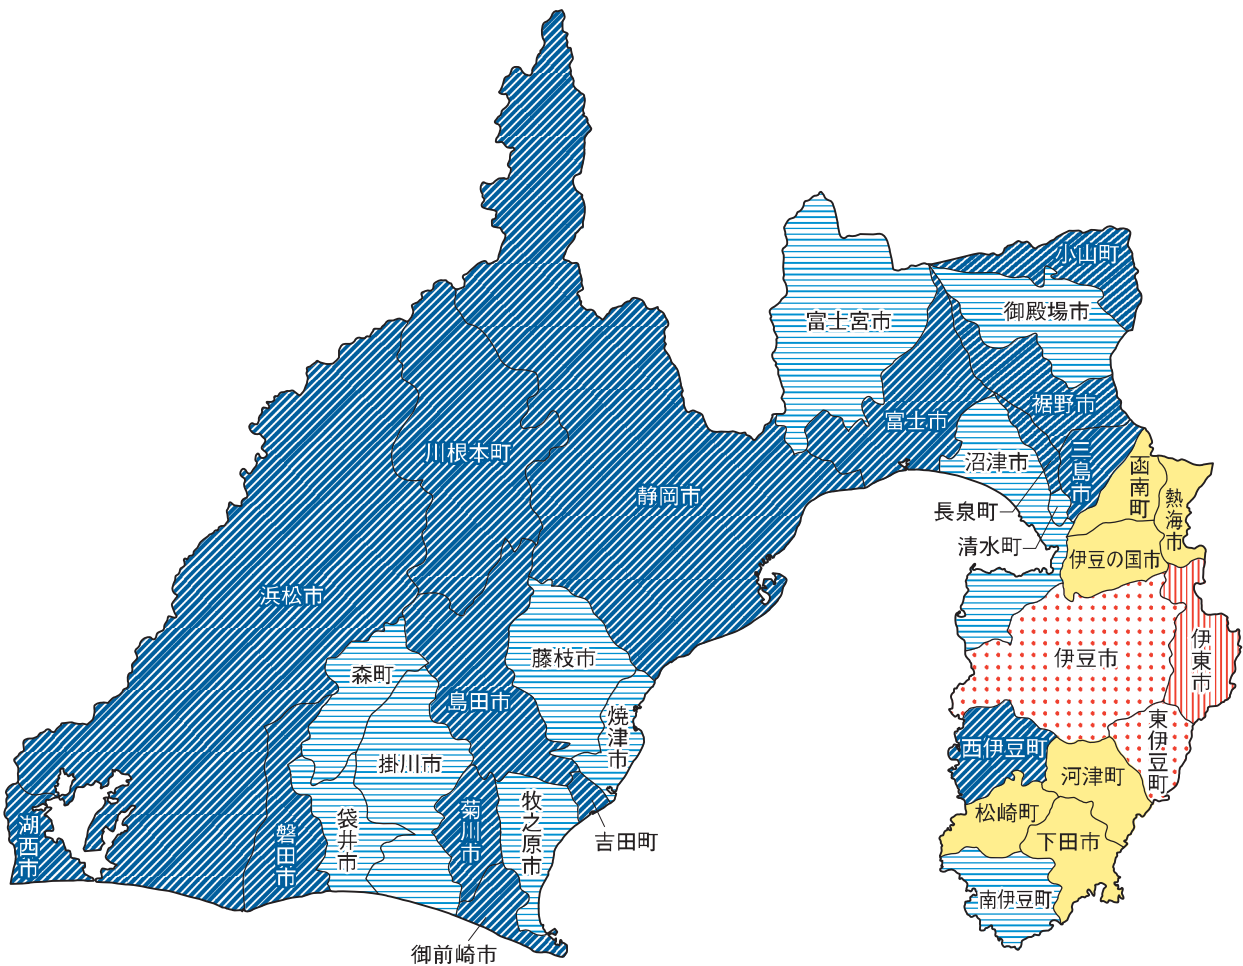 小山町
御殿場市
富士宮市
裾野市
富士市
三島市
沼津市
函南町
熱海市
川根本町
静岡市
長泉町
清水町
伊豆の国市
浜松市
伊豆市
伊東市
藤枝市
森町
島田市
焼津市
東伊豆町
西伊豆町
掛川市
河津町
牧之原市
菊川市
袋井市
磐田市
湖西市
松崎町
下田市
吉田町
南伊豆町
御前崎市